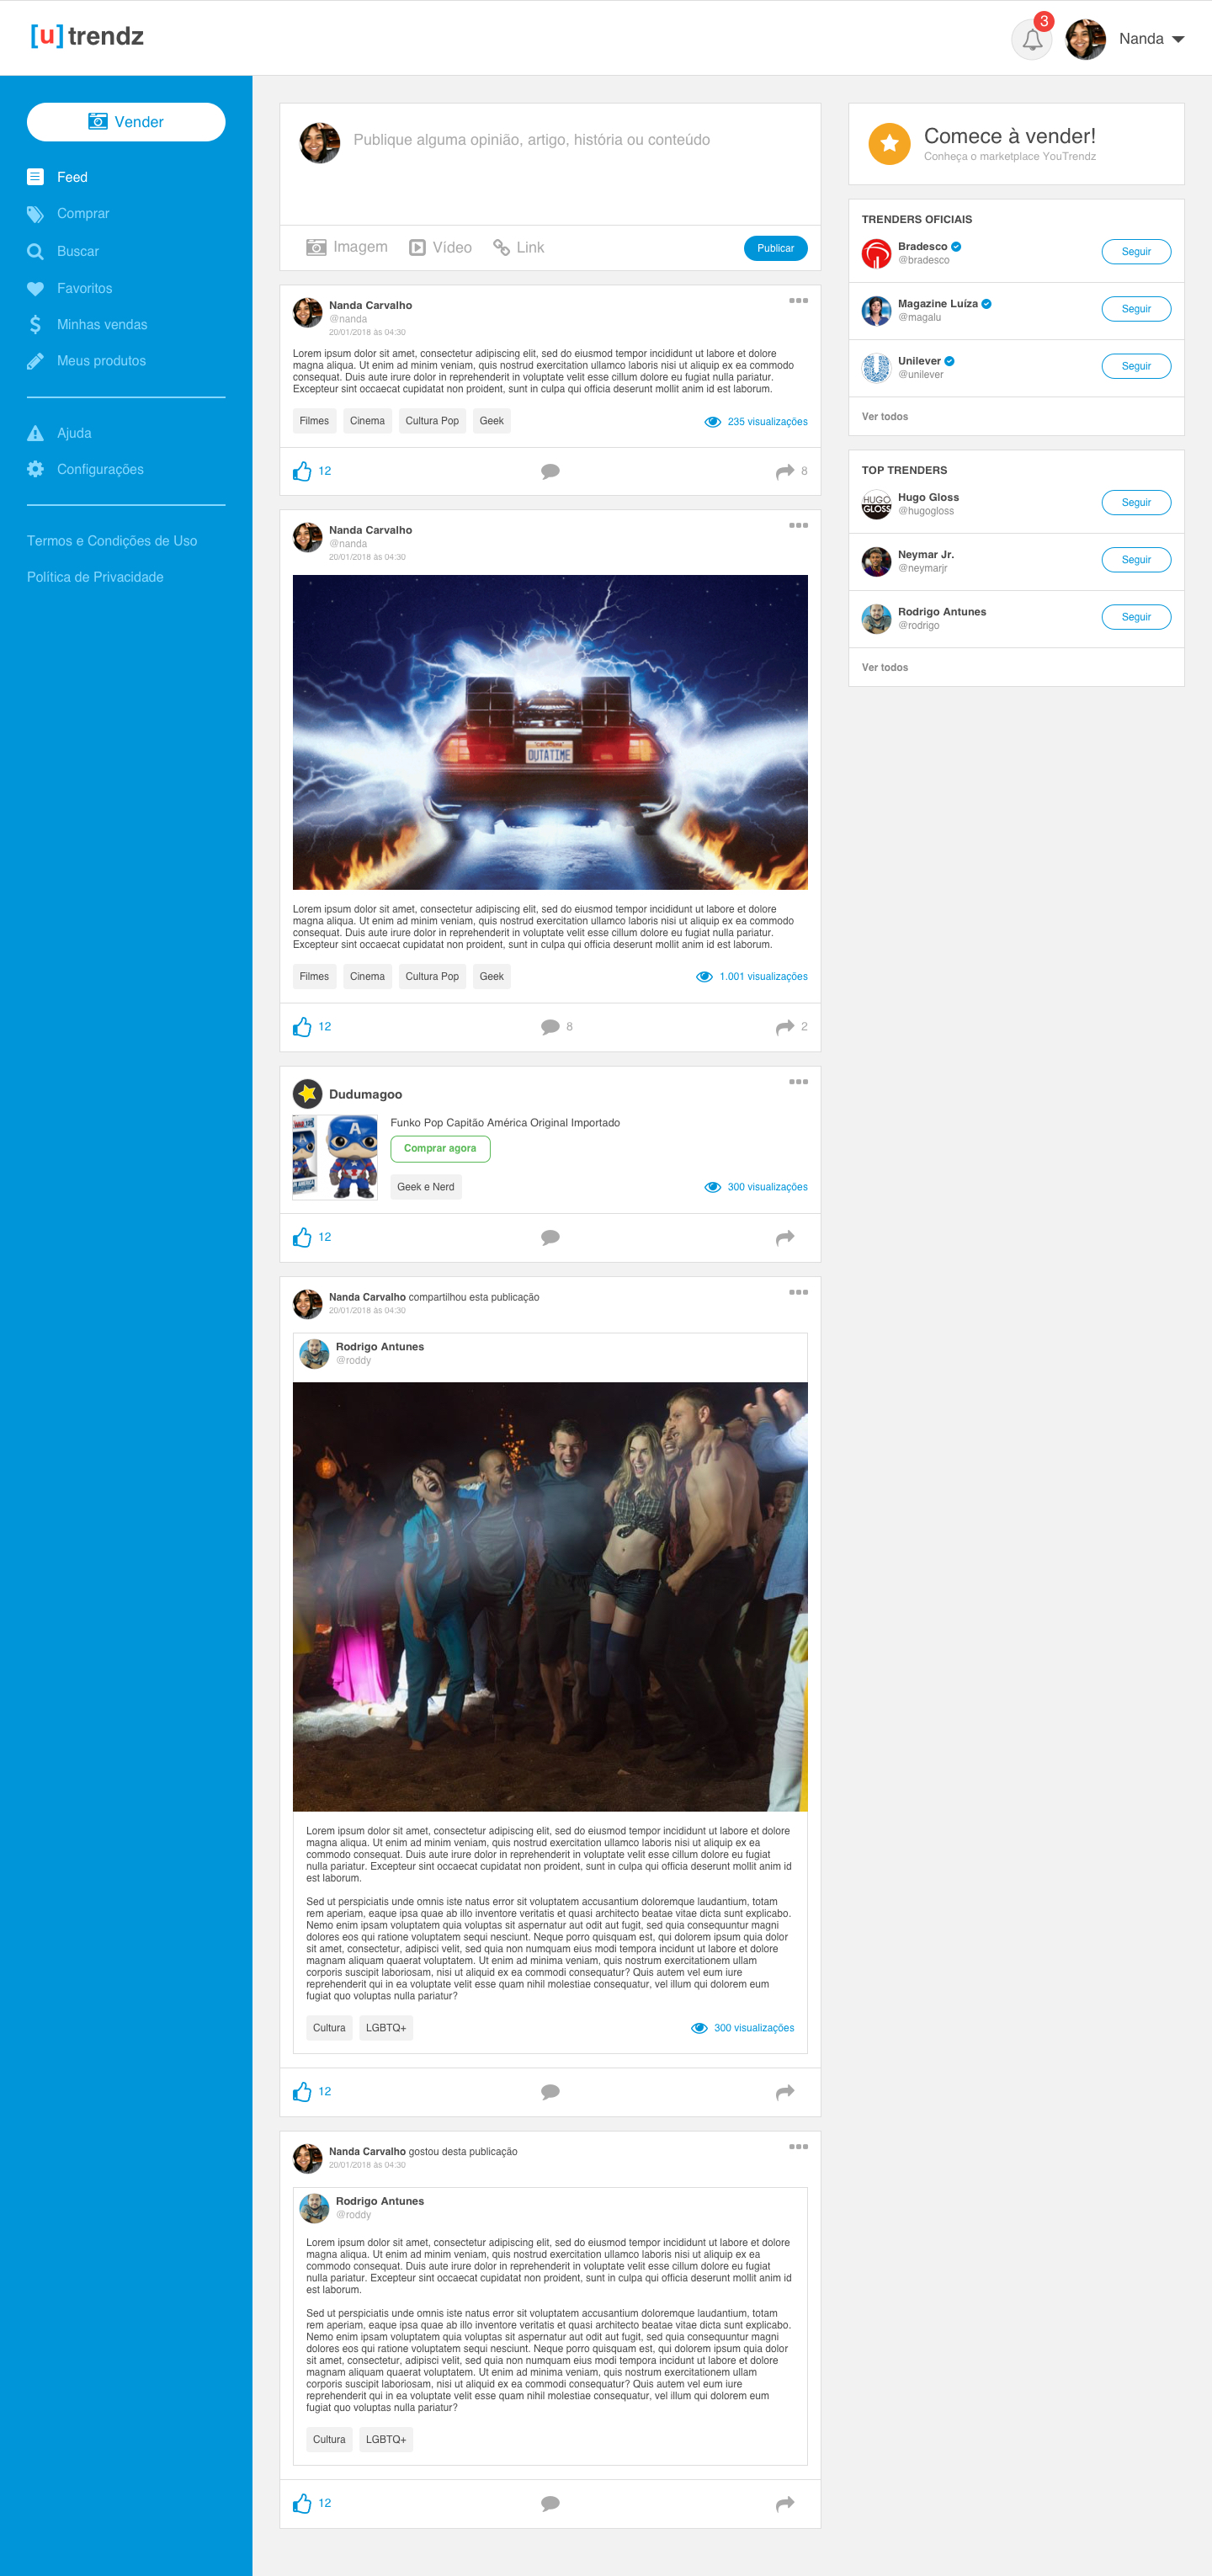 [u] trendz
3
Nanda
Vender
Feed
Comprar
Buscar
Favoritos
Minhas vendas
Meus produtos
Ajuda
Configurações
Termos e Condições de Uso
Política de Privacidade
Publique alguma opinião, artigo, história ou conteúdo
Imagem
Vídeo
Link
Publicar
Nanda Carvalho
@nanda
20/01/2018 às 04:30
Lorem ipsum dolor sit amet, consectetur adipiscing elit, sed do eiusmod tempor incididunt ut labore et dolore
magna aliqua. Ut enim ad minim veniam, quis nostrud exercitation ullamco laboris nisi ut aliquip ex ea commodo
consequat. Duis aute irure dolor in reprehenderit in voluptate velit esse cillum dolore eu fugiat nulla pariatur.
Excepteur sint occaecat cupidatat non proident, sunt in culpa qui officia deserunt mollit anim id est laborum.
Filmes
Cinema
Cultura Pop
Geek
235 visualizações
12
8
Nanda Carvalho
@nanda
20/01/2018 às 04:30
OUTATIME
Lorem ipsum dolor sit amet, consectetur adipiscing elit, sed do eiusmod tempor incididunt ut labore et dolore
magna aliqua. Ut enim ad minim veniam, quis nostrud exercitation ullamco laboris nisi ut aliquip ex ea commodo
consequat. Duis aute irure dolor in reprehenderit in voluptate velit esse cillum dolore eu fugiat nulla pariatur.
Excepteur sint occaecat cupidatat non proident, sunt in culpa qui officia deserunt mollit anim id est laborum.
Filmes
Cinema
Cultura Pop
Geek
1.001 visualizações
12
8
2
Dudumagoo
A
Funko Pop Capitão América Original Importado
Comprar agora
Geek e Nerd
300 visualizações
12
Nanda Carvalho compartilhou esta publicação
20/01/2018 às 04:30
Rodrigo Antunes
@roddy
Lorem ipsum dolor sit amet, consectetur adipiscing elit, sed do eiusmod tempor incididunt ut labore et dolore
magna aliqua. Ut enim ad minim veniam, quis nostrud exercitation ullamco laboris nisi ut aliquip ex ea
commodo consequat. Duis aute irure dolor in reprehenderit in voluptate velit esse cillum dolore eu fugiat
nulla pariatur. Excepteur sint occaecat cupidatat non proident, sunt in culpa qui officia deserunt mollit anim id
est laborum.
Sed ut perspiciatis unde omnis iste natus error sit voluptatem accusantium doloremque laudantium, totam
rem aperiam, eaque ipsa quae ab illo inventore veritatis et quasi architecto beatae vitae dicta sunt explicabo.
Nemo enim ipsam voluptatem quia voluptas sit aspernatur aut odit aut fugit, sed quia consequuntur magni
dolores eos qui ratione voluptatem sequi nesciunt. Neque porro quisquam est, qui dolorem ipsum quia dolor
sit amet, consectetur, adipisci velit, sed quia non numquam eius modi tempora incidunt ut labore et dolore
magnam aliquam quaerat voluptatem. Ut enim ad minima veniam, quis nostrum exercitationem ullam
corporis suscipit laboriosam, nisi ut aliquid ex ea commodi consequatur? Quis autem vel eum iure
reprehenderit qui in ea voluptate velit esse quam nihil molestiae consequatur, vel illum qui dolorem eum
fugiat quo voluptas nulla pariatur?
Cultura
LGBTQ+
300 visualizações
12
Nanda Carvalho gostou desta publicação
20/01/2018 às 04:30
Rodrigo Antunes
@roddy
Lorem ipsum dolor sit amet, consectetur adipiscing elit, sed do eiusmod tempor incididunt ut labore et dolore
magna aliqua. Ut enim ad minim veniam, quis nostrud exercitation ullamco laboris nisi ut aliquip ex ea
commodo consequat. Duis aute irure dolor in reprehenderit in voluptate velit esse cillum dolore eu fugiat
nulla pariatur. Excepteur sint occaecat cupidatat non proident, sunt in culpa qui officia deserunt mollit anim id
est laborum.
Sed ut perspiciatis unde omnis iste natus error sit voluptatem accusantium doloremque laudantium, totam
rem aperiam, eaque ipsa quae ab illo inventore veritatis et quasi architecto beatae vitae dicta sunt explicabo.
Nemo enim ipsam voluptatem quia voluptas sit aspernatur aut odit aut fugit, sed quia consequuntur magni
dolores eos qui ratione voluptatem sequi nesciunt. Neque porro quisquam est, qui dolorem ipsum quia dolor
sit amet, consectetur, adipisci velit, sed quia non numquam eius modi tempora incidunt ut labore et dolore
magnam aliquam quaerat voluptatem. Ut enim ad minima veniam, quis nostrum exercitationem ullam
corporis suscipit laboriosam, nisi ut aliquid ex ea commodi consequatur? Quis autem vel eum iure
reprehenderit qui in ea voluptate velit esse quam nihil molestiae consequatur, vel illum qui dolorem eum
fugiat quo voluptas nulla pariatur?
Cultura
LGBTQ+
12
Comece à vender!
Conheça o marketplace YouTrendz
TRENDERS OFICIAIS
Bradesco
@bradesco
Seguir
Magazine Luíza
@magalu
Seguir
Unilever
@unilever
Seguir
Ver todos
TOP TRENDERS
HUGO
GLOSS
Hugo Gloss
@hugogloss
Seguir
Neymar Jr.
@neymarjr
Seguir
Rodrigo Antunes
@rodrigo
Seguir
Ver todos